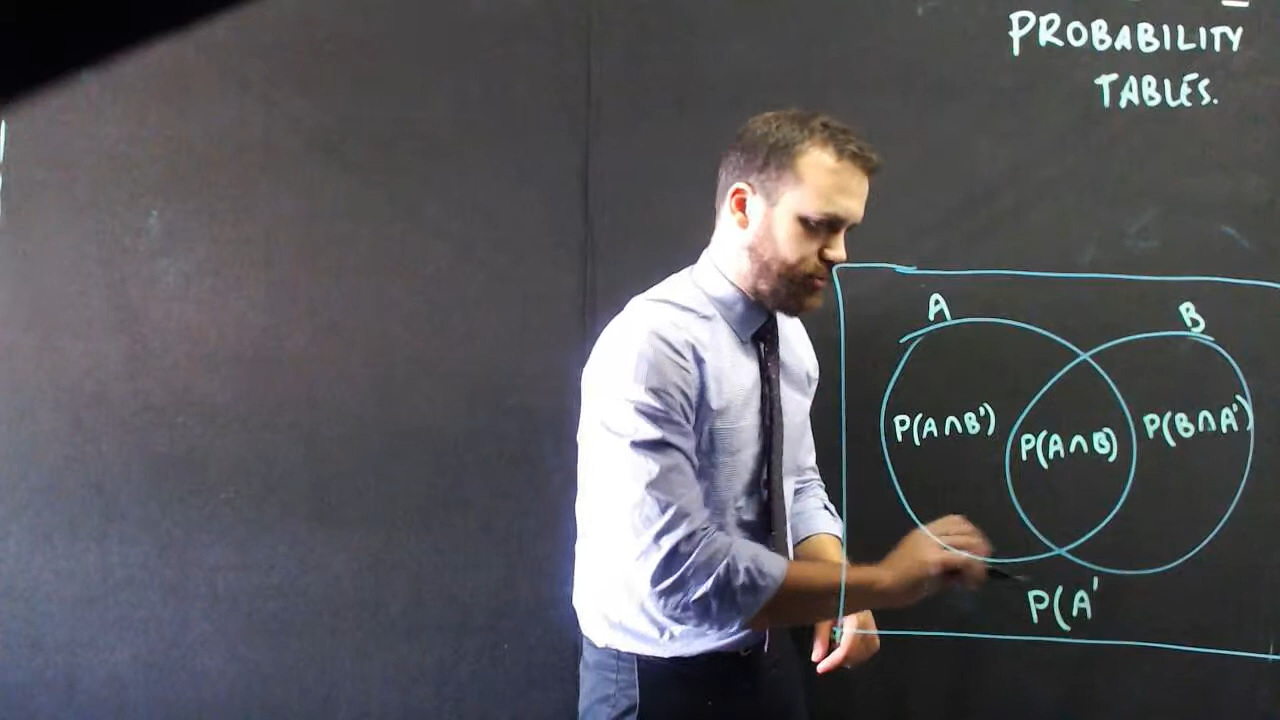 PROBABILITY
TABLES.
A
B
P(A∩B')
P(A∩B)
P(B∩A')
P(A'